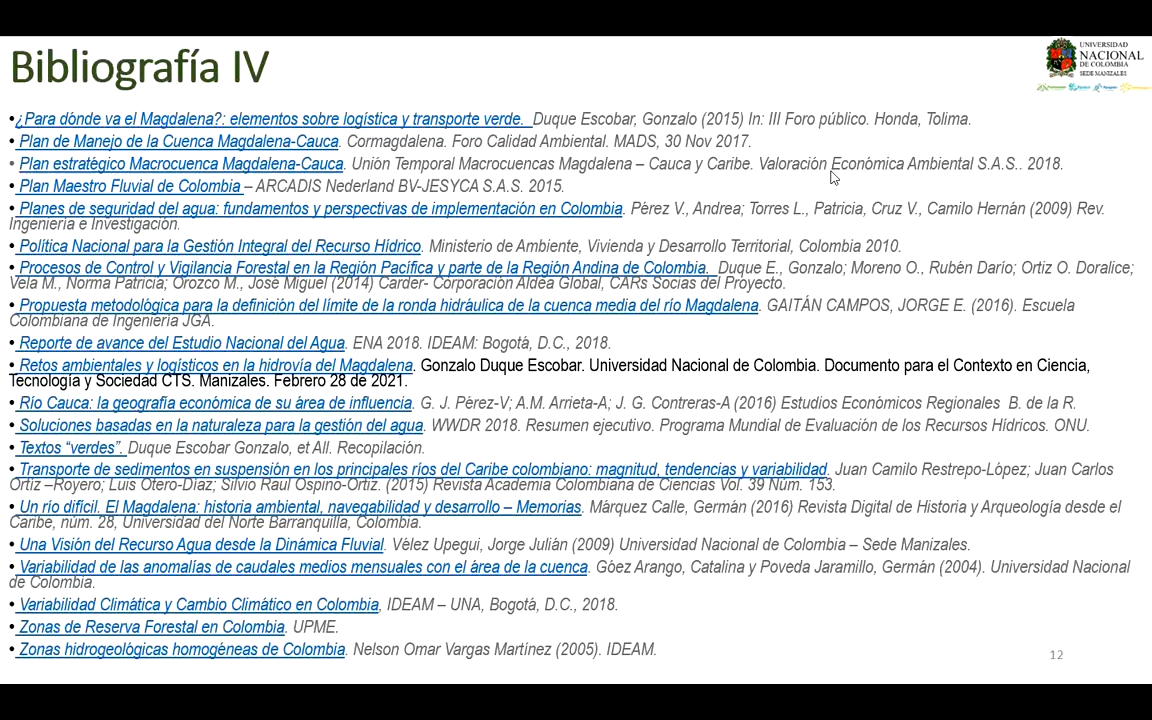 Bibliografía IV
UNIVERSIDAD
NACIONAL
DE COLOMBIA
SEDE MANIZALES
•¿Para dónde va el Magdalena?: elementos sobre logística y transporte verde. Duque Escobar, Gonzalo (2015) In: III Foro público. Honda, Tolima.
• Plan de Manejo de la Cuenca Magdalena-Cauca. Cormagdalena. Foro Calidad Ambiental. MADS, 30 Nov 2017.
• Plan estratégico Macrocuenca Magdalena-Cauca. Unión Temporal Macrocuencas Magdalena – Cauca y Caribe. Valoración Económica Ambiental S.A.S.. 2018.
• Plan Maestro Fluvial de Colombia – ARCADIS Nederland BV-JESYCA S.A.S. 2015.
• Planes de seguridad del agua: fundamentos y perspectivas de implementación en Colombia. Pérez V., Andrea; Torres L., Patricia, Cruz V., Camilo Hernán (2009) Rev.
Ingeniería e Investigación.
• Política Nacional para la Gestión Integral del Recurso Hídrico. Ministerio de Ambiente, Vivienda y Desarrollo Territorial, Colombia 2010.
• Procesos de Control y Vigilancia Forestal en la Región Pacífica y parte de la Región Andina de Colombia. Duque E., Gonzalo; Moreno O., Rubén Darío; Ortiz O. Doralice;
Vela M., Norma Patricia; Orozco M., José Miguel (2014) Carder- Corporación Aldea Global, CARs Socias del Proyecto.
• Propuesta metodológica para la definición del límite de la ronda hidráulica de la cuenca media del río Magdalena. GAITÁN CAMPOS, JORGE E. (2016). Escuela
Colombiana de Ingeniería JGA.
• Reporte de avance del Estudio Nacional del Agua. ENA 2018. IDEAM: Bogotá, D.C., 2018.
• Retos ambientales y logísticos en la hidrovía del Magdalena. Gonzalo Duque Escobar. Universidad Nacional de Colombia. Documento para el Contexto en Ciencia,
Tecnología y Sociedad CTS. Manizales. Febrero 28 de 2021.
• Río Cauca: la geografía económica de su área de influencia. G. J. Pérez-V; A.M. Arrieta-A; J. G. Contreras-A (2016) Estudios Económicos Regionales B. de la R.
• Soluciones basadas en la naturaleza para la gestión del agua. WWDR 2018. Resumen ejecutivo. Programa Mundial de Evaluación de los Recursos Hídricos. ONU.
• Textos “verdes”. Duque Escobar Gonzalo, et All. Recopilación.
• Transporte de sedimentos en suspensión en los principales ríos del Caribe colombiano: magnitud, tendencias y variabilidad. Juan Camilo Restrepo-López; Juan Carlos
Ortiz –Royero; Luis Otero-Díaz; Silvio Raúl Ospino-Ortiz. (2015) Revista Academia Colombiana de Ciencias Vol. 39 Núm. 153.
• Un río difícil. El Magdalena: historia ambiental, navegabilidad y desarrollo – Memorias. Márquez Calle, Germán (2016) Revista Digital de Historia y Arqueología desde el
Caribe, núm. 28, Universidad del Norte Barranquilla, Colombia.
• Una Visión del Recurso Agua desde la Dinámica Fluvial. Vélez Upegui, Jorge Julián (2009) Universidad Nacional de Colombia – Sede Manizales.
• Variabilidad de las anomalías de caudales medios mensuales con el área de la cuenca. Góez Arango, Catalina y Poveda Jaramillo, Germán (2004). Universidad Nacional
de Colombia.
• Variabilidad Climática y Cambio Climático en Colombia, IDEAM – UNA, Bogotá, D.C., 2018.
• Zonas de Reserva Forestal en Colombia. UPME.
• Zonas hidrogeológicas homogéneas de Colombia. Nelson Omar Vargas Martínez (2005). IDEAM.
12